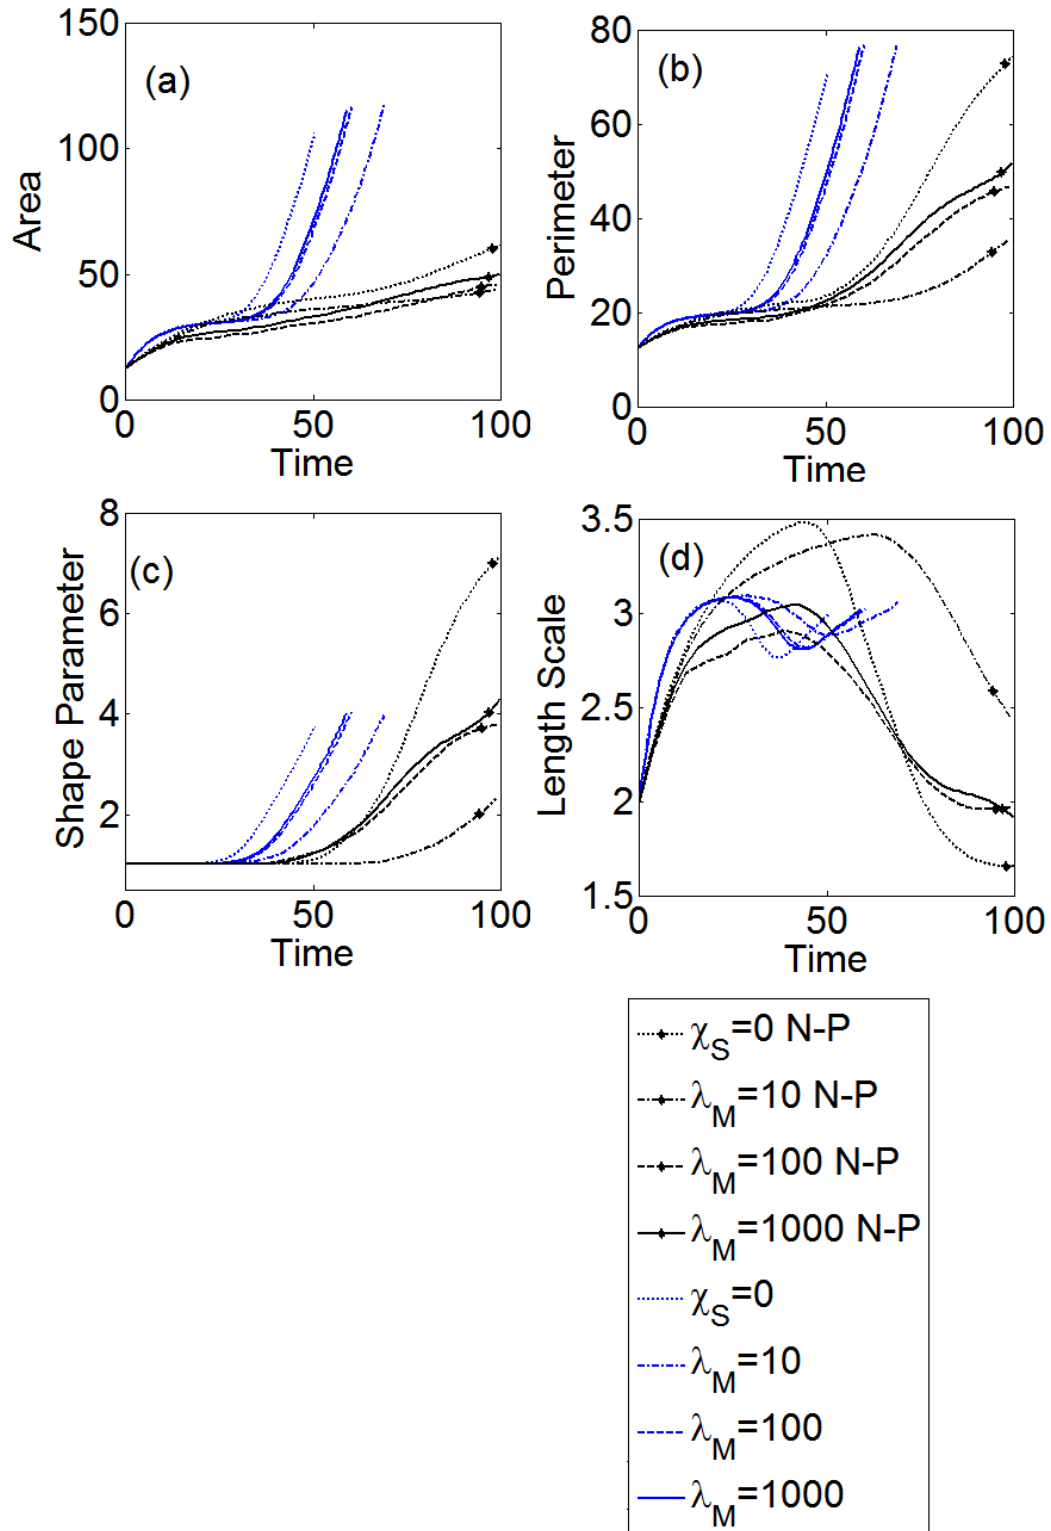 150
(a)
100
Area
50
0
0 50 100
Time
80
(b)
60
Perimeter
40
20
0
0 50 100
Time
8
(c)
6
Shape Parameter
4
2
0 50 100
Time
3.5
(d)
3
Length Scale
2.5
2
1.5
0 50 100
Time
χS=0 N-P
λM=10 N-P
λM=100 N-P
λM=1000 N-P
χS=0
λM=10
λM=100
λM=1000